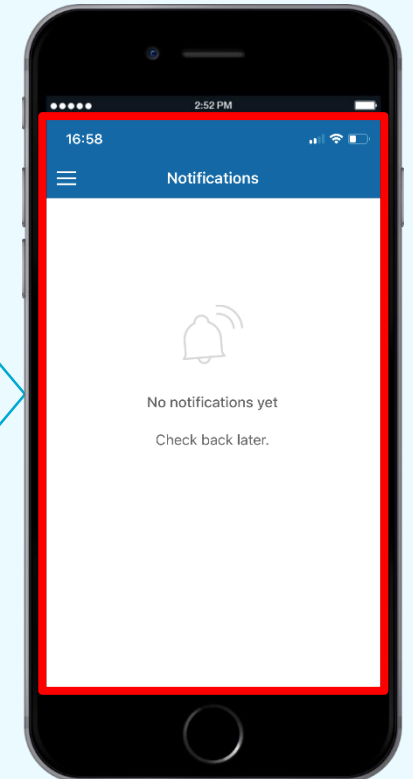 2:52 PM
16:58
Notifications
No notifications yet
Check back later.